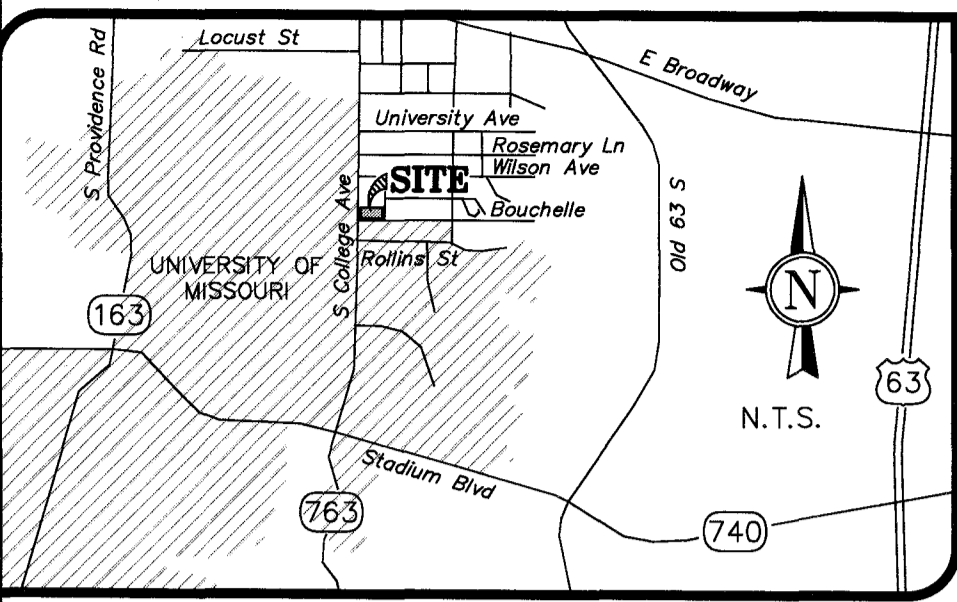 Locust St
S Providence Rd
E Broadway
University Ave
Rosemary Ln
Wilson Ave
SITE
Bouchelle
S College Ave
Rollins St
S
Old 63
UNIVERSITY OF
MISSOURI
163
N
63
N.T.S.
Stadium Blvd
763
740